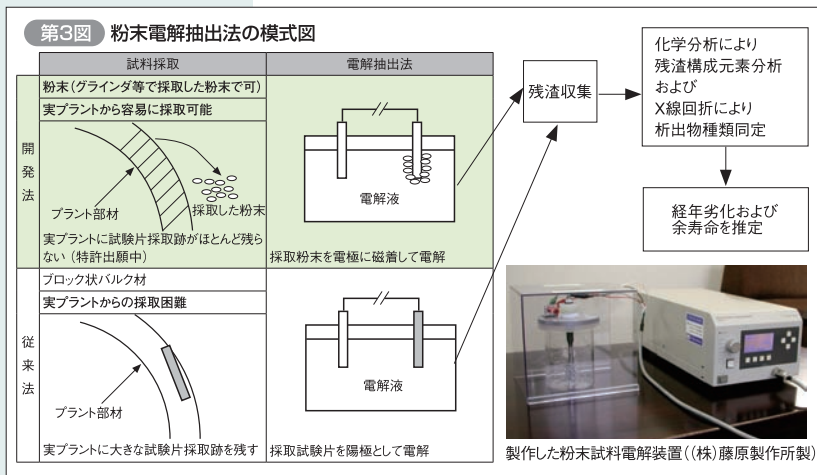 第3図 粉末電解抽出法の模式図
試料採取
電解抽出法
開発法
粉末(グラインダ等で採取した粉末で可)
実プラントから容易に採取可能
プラント部材
採取した粉末
実プラントに試験片採取跡がほとんど残ら
ない(特許出願中)
電解液
採取粉末を電極に磁着して電解
従来法
ブロック状バルク材
実プラントからの採取困難
プラント部材
実プラントに大きな試験片採取跡を残す
電解液
採取試験片を陽極として電解
残渣収集
化学分析により
残渣構成元素分析
および
X線回折により
析出物種類同定
経年劣化および
余寿命を推定
製作した粉末試料電解装置((株)藤原製作所製)